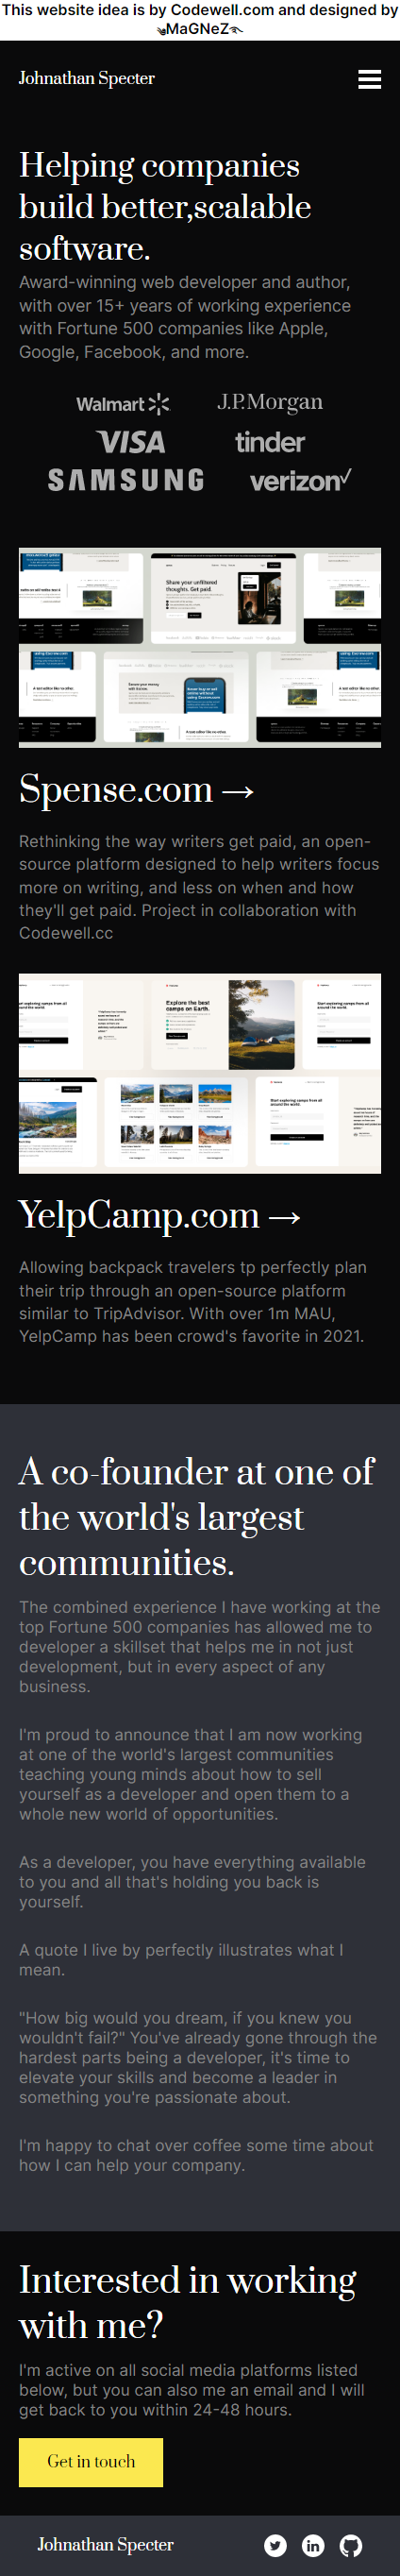 This website idea is by Codewell.com and designed by
MaGNeZ
Johnathan Specter
Helping companies
build better,scalable
software.
Award-winning web developer and author,
with over 15+ years of working experience
with Fortune 500 companies like Apple,
Google, Facebook, and more.
Walmart J.P.Morgan
VISA tinder
SAMSUNG verizon✓
Share your unfiltered
thoughts. Get paid.
Spense.com →
Rethinking the way writers get paid, an open-
source platform designed to help writers focus
more on writing, and less on when and how
they'll get paid. Project in collaboration with
Codewell.cc
Explore the best
camps on Earth.
YelpCamp.com →
Allowing backpack travelers tp perfectly plan
their trip through an open-source platform
similar to TripAdvisor. With over 1m MAU,
YelpCamp has been crowd's favorite in 2021.
A co-founder at one of
the world's largest
communities.
The combined experience I have working at the
top Fortune 500 companies has allowed me to
developer a skillset that helps me in not just
development, but in every aspect of any
business.
I'm proud to announce that I am now working
at one of the world's largest communities
teaching young minds about how to sell
yourself as a developer and open them to a
whole new world of opportunities.
As a developer, you have everything available
to you and all that's holding you back is
yourself.
A quote I live by perfectly illustrates what I
mean.
"How big would you dream, if you knew you
wouldn't fail?" You've already gone through the
hardest parts being a developer, it's time to
elevate your skills and become a leader in
something you're passionate about.
I'm happy to chat over coffee some time about
how I can help your company.
Interested in working
with me?
I'm active on all social media platforms listed
below, but you can also me an email and I will
get back to you within 24-48 hours.
Get in touch
Johnathan Specter